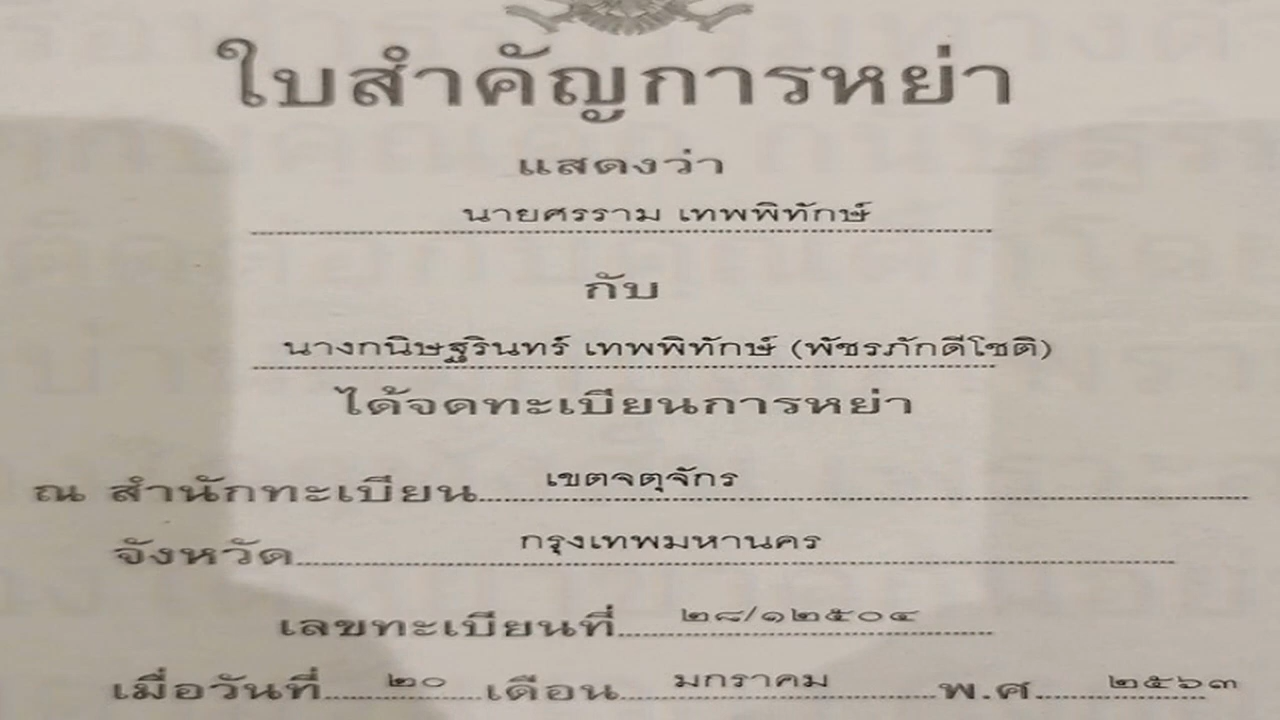 ใบสำคัญการหย่า
แสดงว่า
นายศรราม เทพพิทักษ์
กับ
นางกนิษฐรินทร์ เทพพิทักษ์ (พัชรภักดีโชติ)
ได้จดทะเบียนการหย่า
ณ สำนักทะเบียน เขตจตุจักร
จังหวัด กรุงเทพมหานคร
เลขทะเบียนที่ ๒๘/๑๒๕๐๔
เมื่อวันที่ ๒๐ เดือน มกราคม พ.ศ. ๒๕๖๓